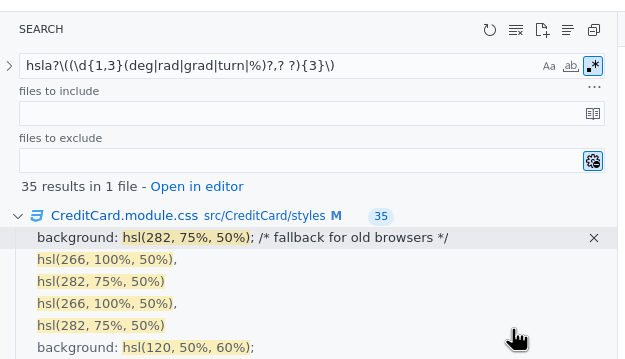 SEARCH
hsla?\((\d{1,3}(deg|rad|grad|turn|%)?,? ?){3}\)
Aa ab .*
files to include
...
files to exclude
35 results in 1 file - Open in editor
CreditCard.module.css src/CreditCard/styles M 35
background: hsl(282, 75%, 50%); /* fallback for old browsers */
hsl(266, 100%, 50%),
hsl(282, 75%, 50%)
hsl(266, 100%, 50%),
hsl(282, 75%, 50%)
background: hsl(120, 50%, 60%);